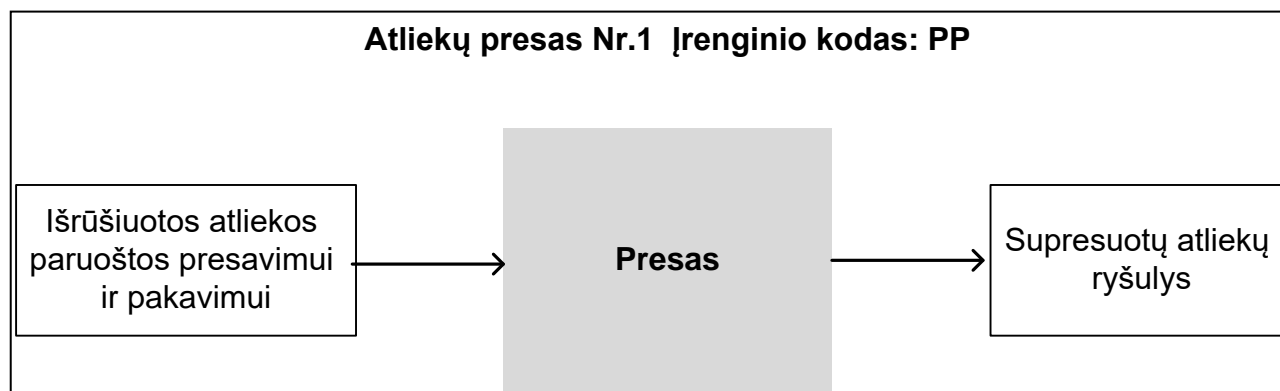 Atliekų presas Nr.1 Įrenginio kodas: PP
Išrūšiuotos atliekos
paruoštos presavimui
ir pakavimui
Presas
Supresuotų atliekų
ryšulys